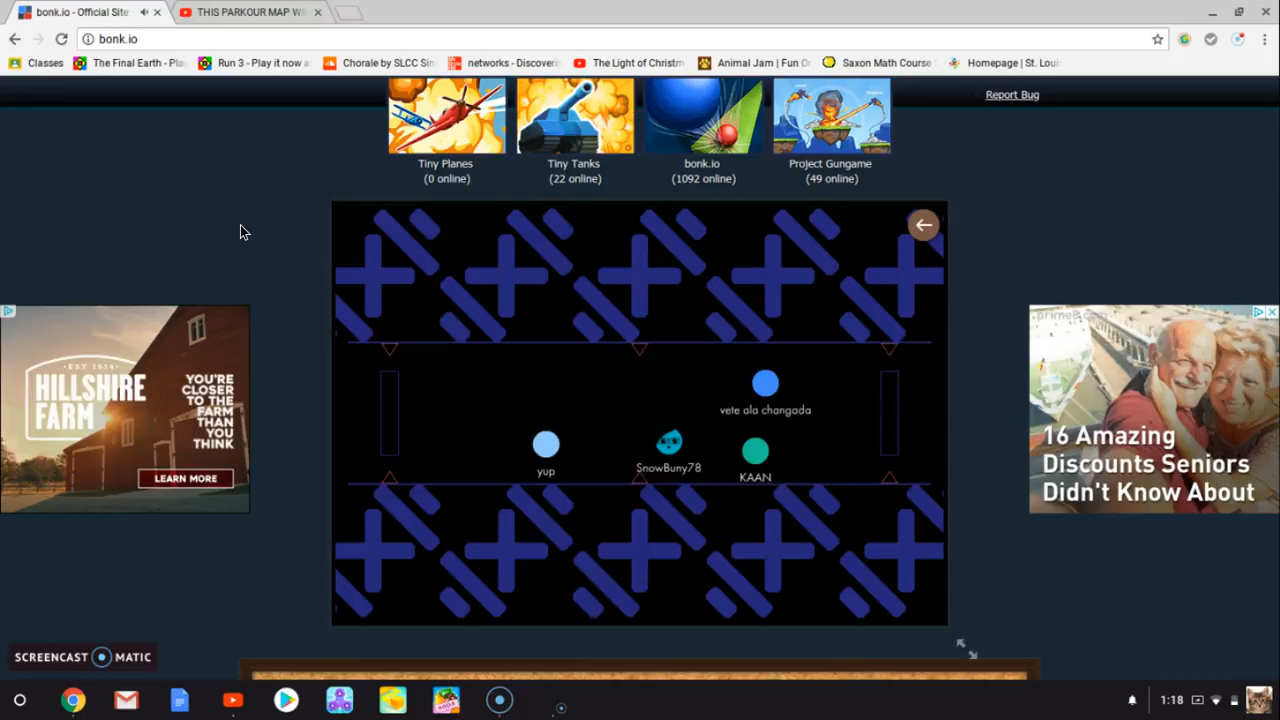 bonk.io - Official Site
THIS PARKOUR MAP W
bonk.io
Classes
The Final Earth - Pla
Run 3 - Play it now a
Chorale by SLCC Sin
networks - Discoveri
The Light of Christm
Animal Jam | Fun O
Saxon Math Course
Homepage | St. Loui
Report Bug
Tiny Planes
(0 online)
Tiny Tanks
(22 online)
bonk.io
(1092 online)
Project Gungame
(49 online)
vete ala changada
yup
SnowBuny78
KAAN
EST 1934
HILLSHIRE
FARM
YOU'RE
CLOSER
TO THE
FARM
THAN
YOU
THINK
LEARN MORE
prime8.com
16 Amazing
Discounts Seniors
Didn't Know About
SCREENCAST MATIC
1:18